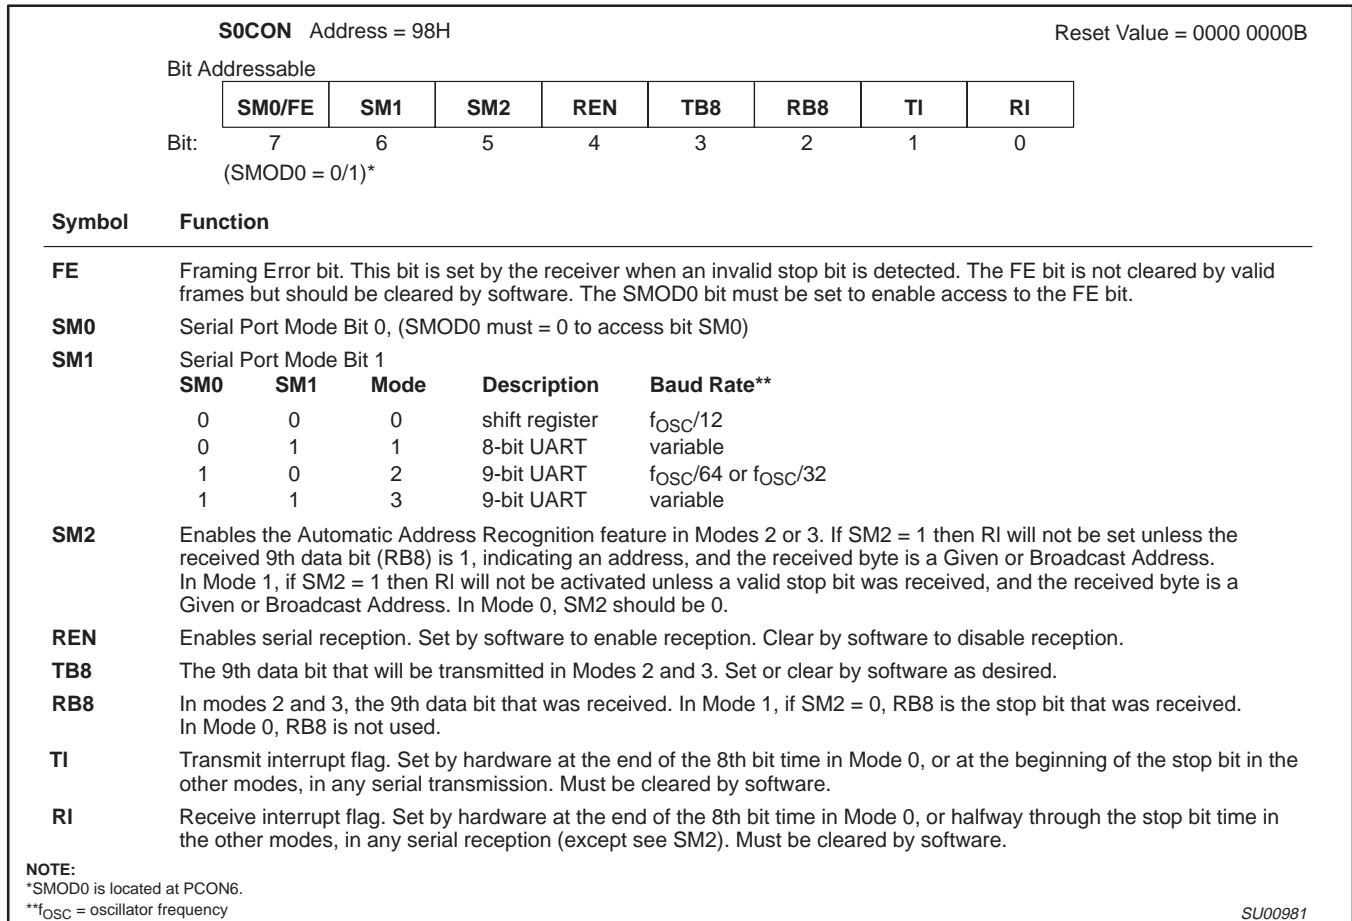 S0CON Address = 98H Reset Value = 0000 0000B
Bit Addressable
SM0/FE SM1 SM2 REN TB8 RB8 TI RI
Bit: 7 6 5 4 3 2 1 0
(SMOD0 = 0/1)*
Symbol Function
FE Framing Error bit. This bit is set by the receiver when an invalid stop bit is detected. The FE bit is not cleared by valid
frames but should be cleared by software. The SMOD0 bit must be set to enable access to the FE bit.
SM0 Serial Port Mode Bit 0, (SMOD0 must = 0 to access bit SM0)
SM1 Serial Port Mode Bit 1
SM0 SM1 Mode Description Baud Rate**
0 0 0 shift register fOSC/12
0 1 1 8-bit UART variable
1 0 2 9-bit UART fOSC/64 or fOSC/32
1 1 3 9-bit UART variable
SM2 Enables the Automatic Address Recognition feature in Modes 2 or 3. If SM2 = 1 then RI will not be set unless the
received 9th data bit (RB8) is 1, indicating an address, and the received byte is a Given or Broadcast Address.
In Mode 1, if SM2 = 1 then RI will not be activated unless a valid stop bit was received, and the received byte is a
Given or Broadcast Address. In Mode 0, SM2 should be 0.
REN Enables serial reception. Set by software to enable reception. Clear by software to disable reception.
TB8 The 9th data bit that will be transmitted in Modes 2 and 3. Set or clear by software as desired.
RB8 In modes 2 and 3, the 9th data bit that was received. In Mode 1, if SM2 = 0, RB8 is the stop bit that was received.
In Mode 0, RB8 is not used.
TI Transmit interrupt flag. Set by hardware at the end of the 8th bit time in Mode 0, or at the beginning of the stop bit in the
other modes, in any serial transmission. Must be cleared by software.
RI Receive interrupt flag. Set by hardware at the end of the 8th bit time in Mode 0, or halfway through the stop bit time in
the other modes, in any serial reception (except see SM2). Must be cleared by software.
NOTE:
*SMOD0 is located at PCON6.
**fOSC = oscillator frequency SU00981